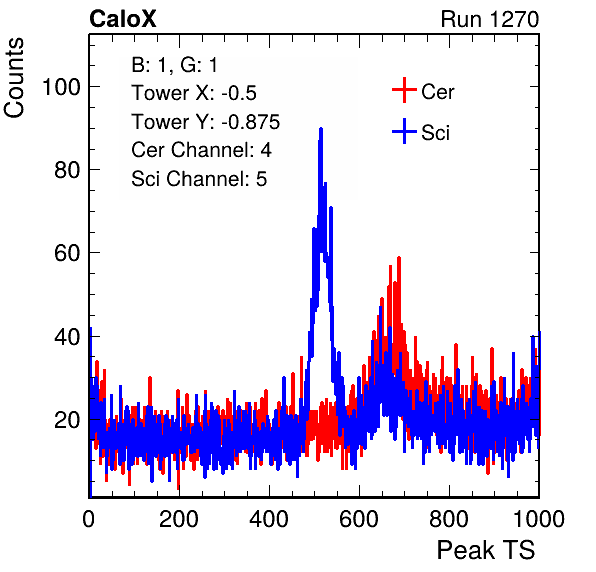 CaloX Run 1270
Counts
B: 1, G: 1
Tower X: -0.5
Tower Y: -0.875
Cer Channel: 4
Sci Channel: 5
Cer
Sci
100
80
60
40
20
0 200 400 600 800 1000
Peak TS